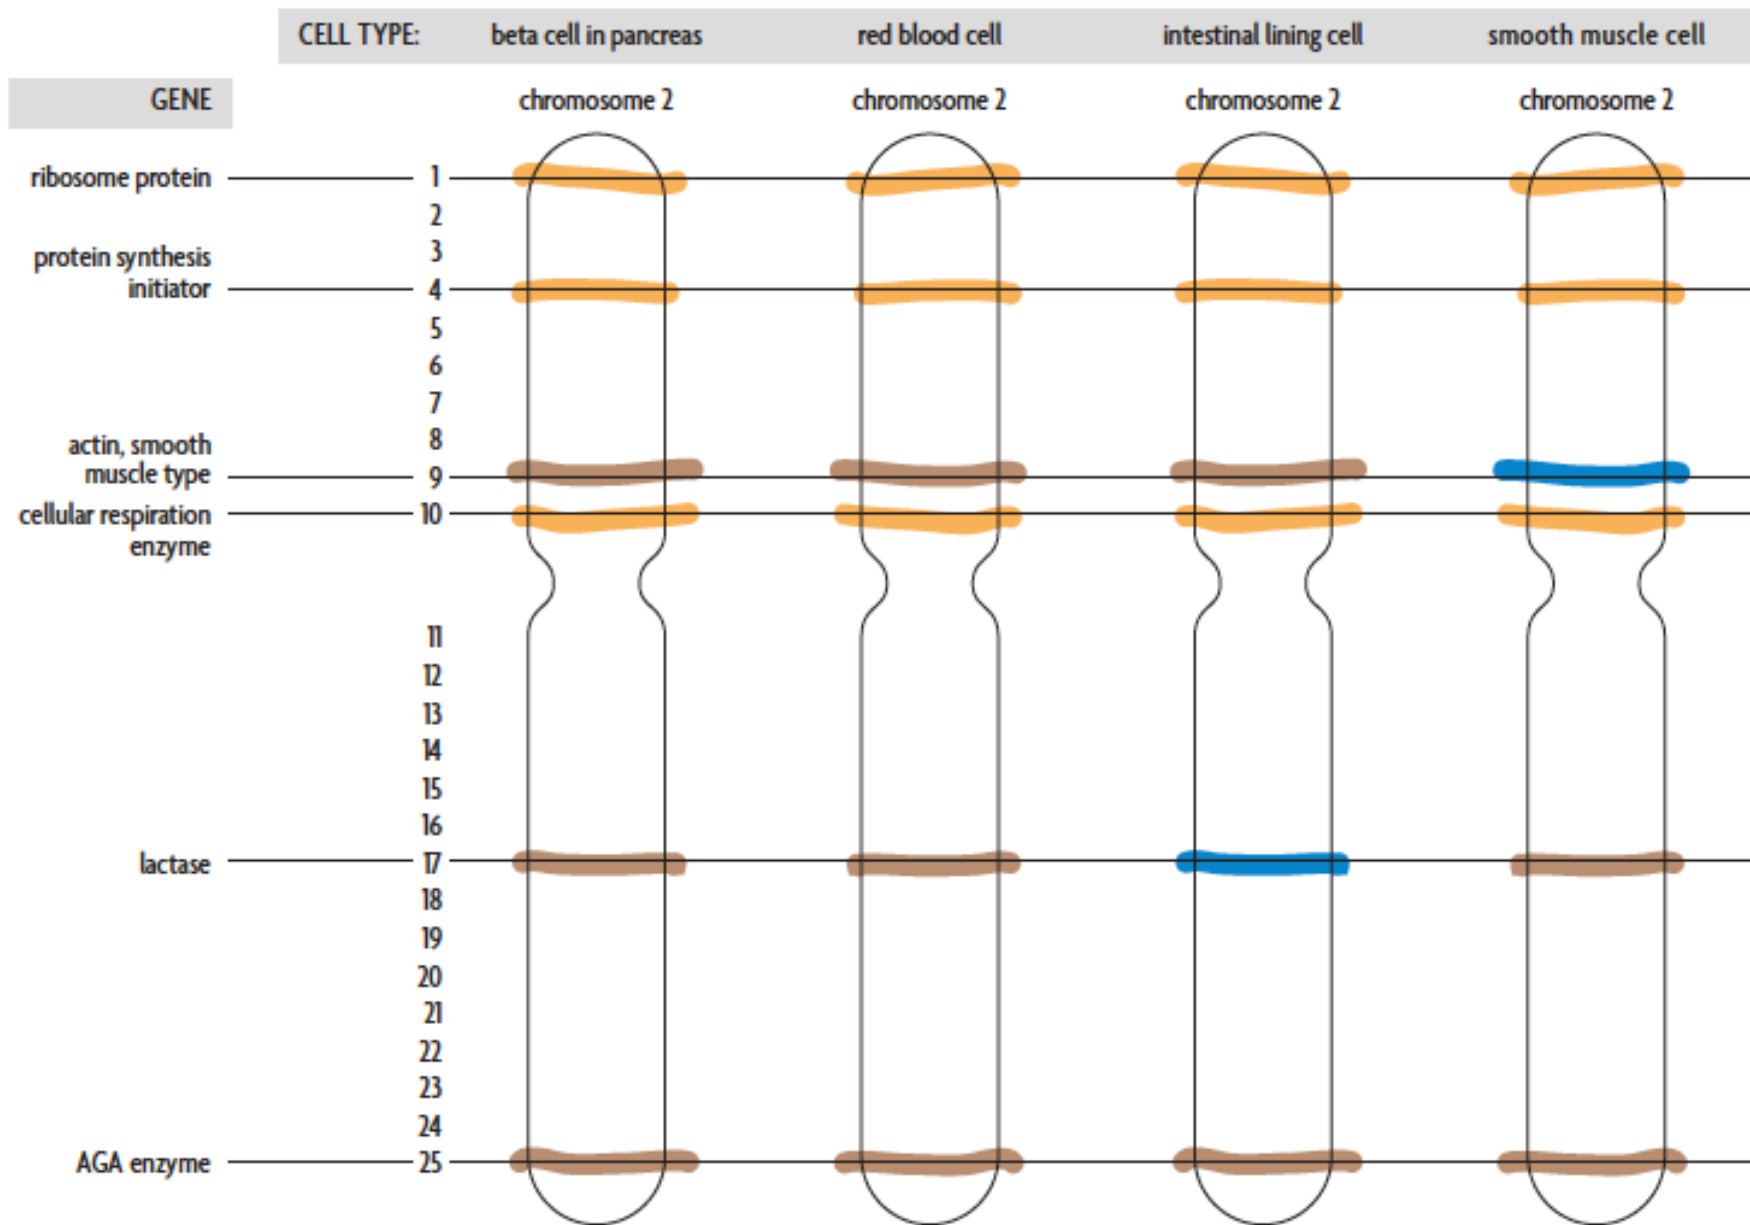 CELL TYPE: beta cell in pancreas red blood cell intestinal lining cell smooth muscle cell
GENE chromosome 2 chromosome 2 chromosome 2 chromosome 2
ribosome protein 1
2
3
protein synthesis
initiator 4
5
6
7
8
actin, smooth
muscle type 9
cellular respiration 10
enzyme
11
12
13
14
15
16
lactase 17
18
19
20
21
22
23
24
AGA enzyme 25